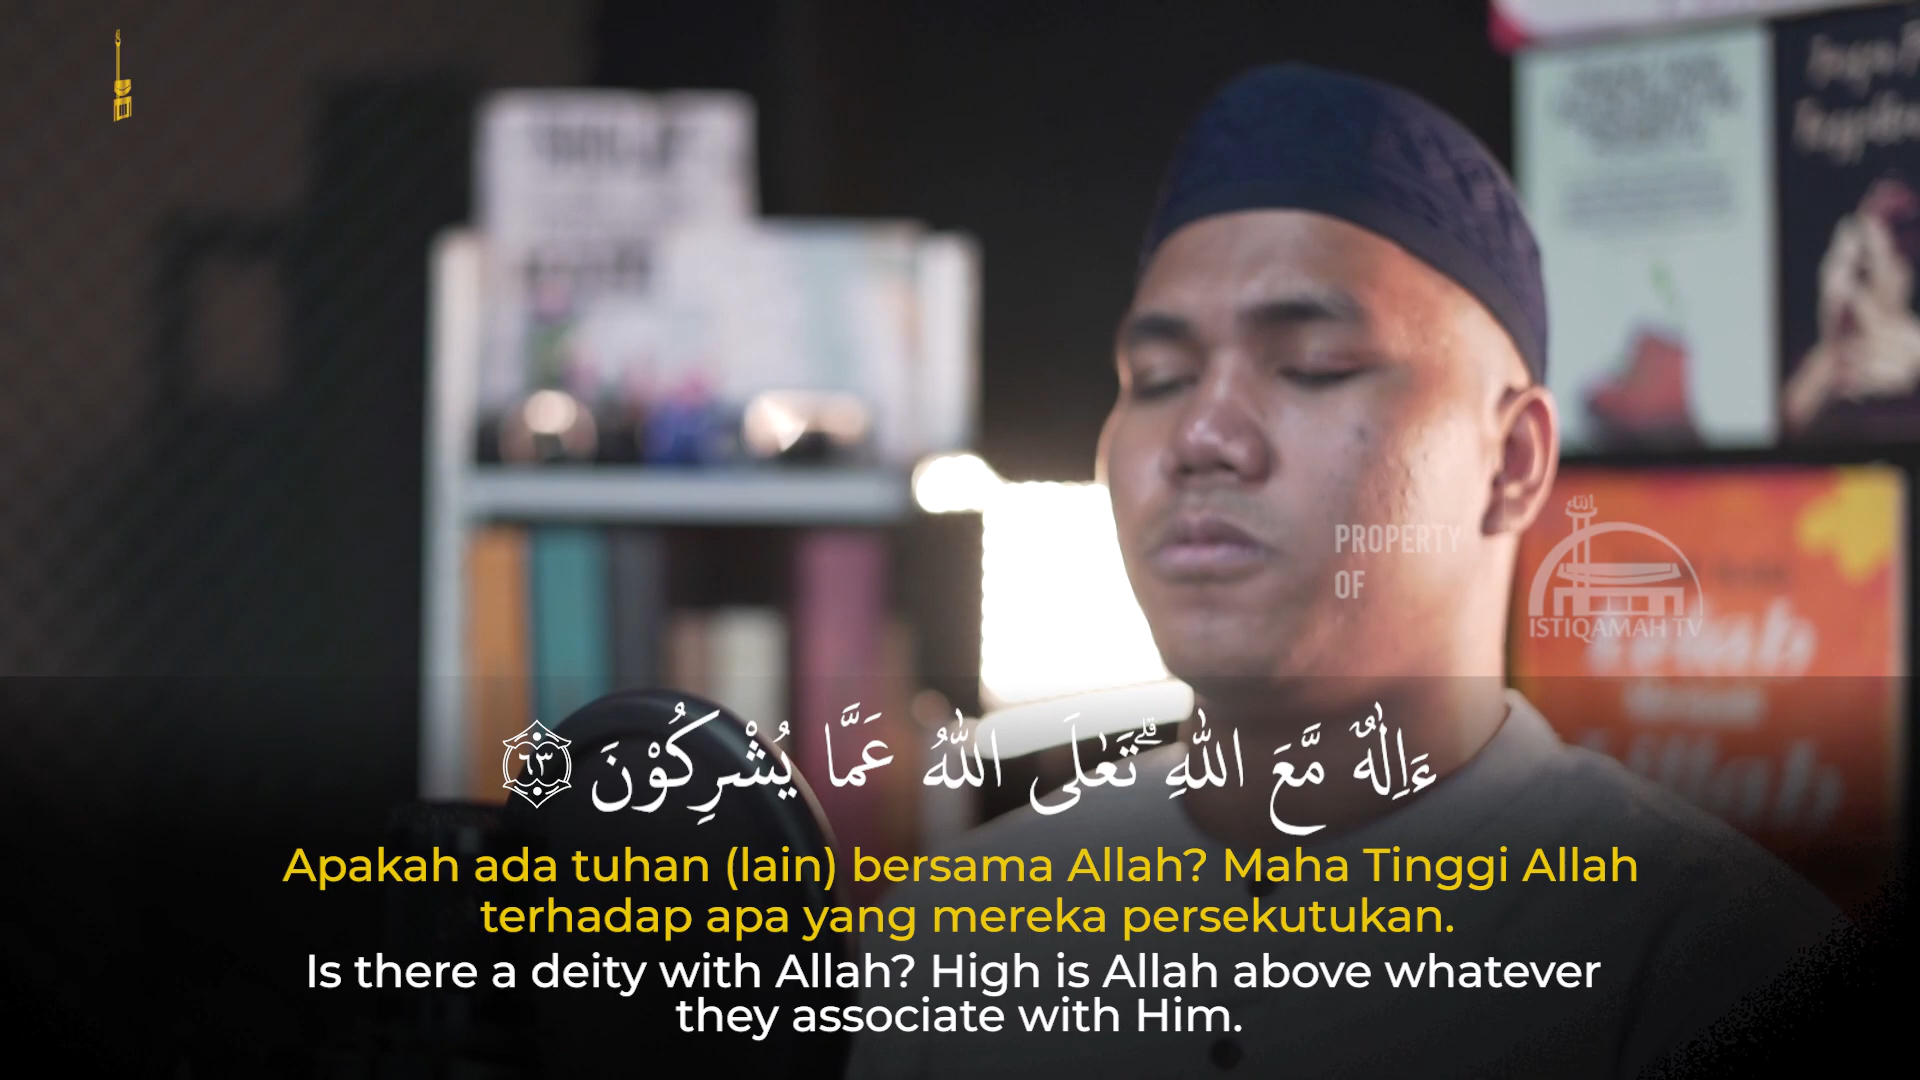 PROPERTY
OF
ISTIQAMAH TV
ءَاِلٰهٌ مَّعَ اللّٰهِ ۗ تَعٰلَى اللّٰهُ عَمَّا يُشْرِكُوْنَ ٦٣
Apakah ada tuhan (lain) bersama Allah? Maha Tinggi Allah
terhadap apa yang mereka persekutukan.
Is there a deity with Allah? High is Allah above whatever
they associate with Him.